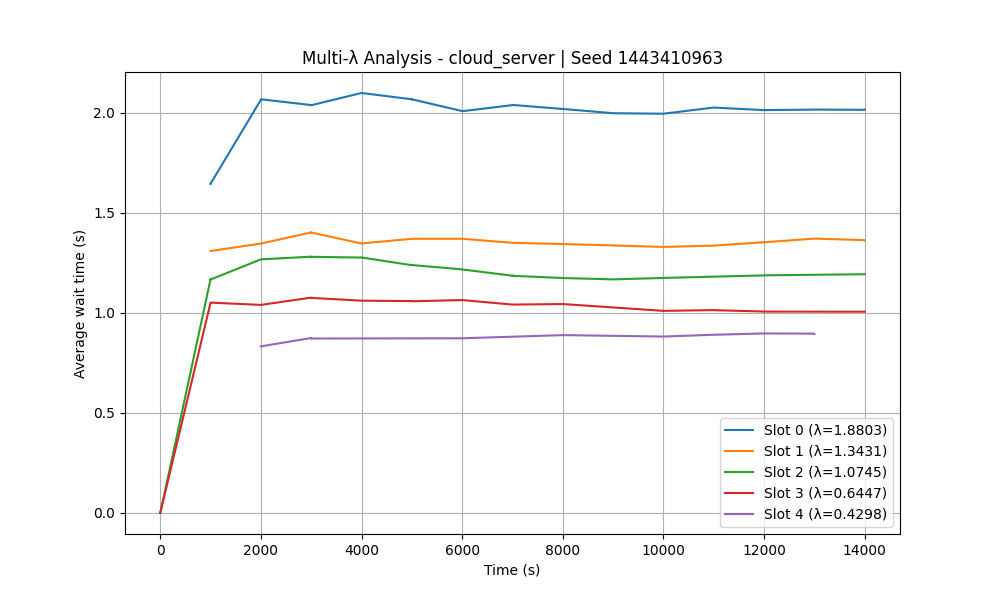 Multi-λ Analysis - cloud_server | Seed 1443410963
Average wait time (s)
2.0
1.5
1.0
0.5
0.0
Slot 0 (λ=1.8803)
Slot 1 (λ=1.3431)
Slot 2 (λ=1.0745)
Slot 3 (λ=0.6447)
Slot 4 (λ=0.4298)
0 2000 4000 6000 8000 10000 12000 14000
Time (s)